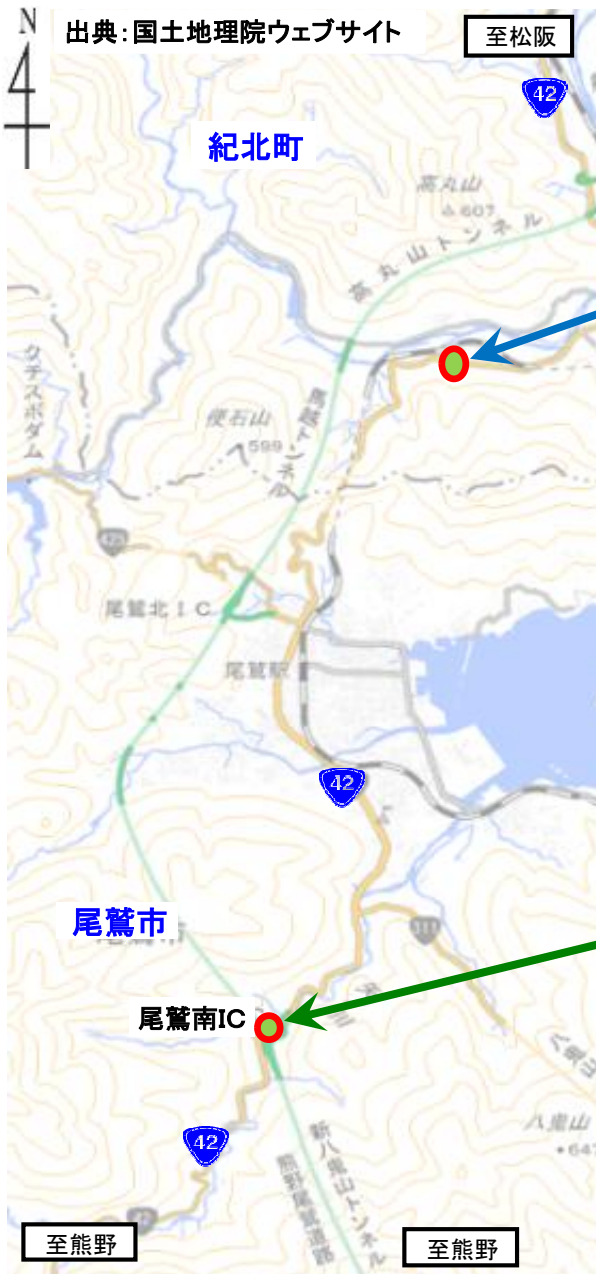 N
出典:国土地理院ウェブサイト
至松阪
42
紀北町
高丸山
607
高丸山トンネル
クチスボダム
便石山
599
馬越トンネル
425
尾鷲北IC
尾鷲駅
42
尾鷲市
311
尾鷲南IC
八鬼山
647
42
新八鬼山トンネル
熊野尾鷲道路
至熊野
至熊野